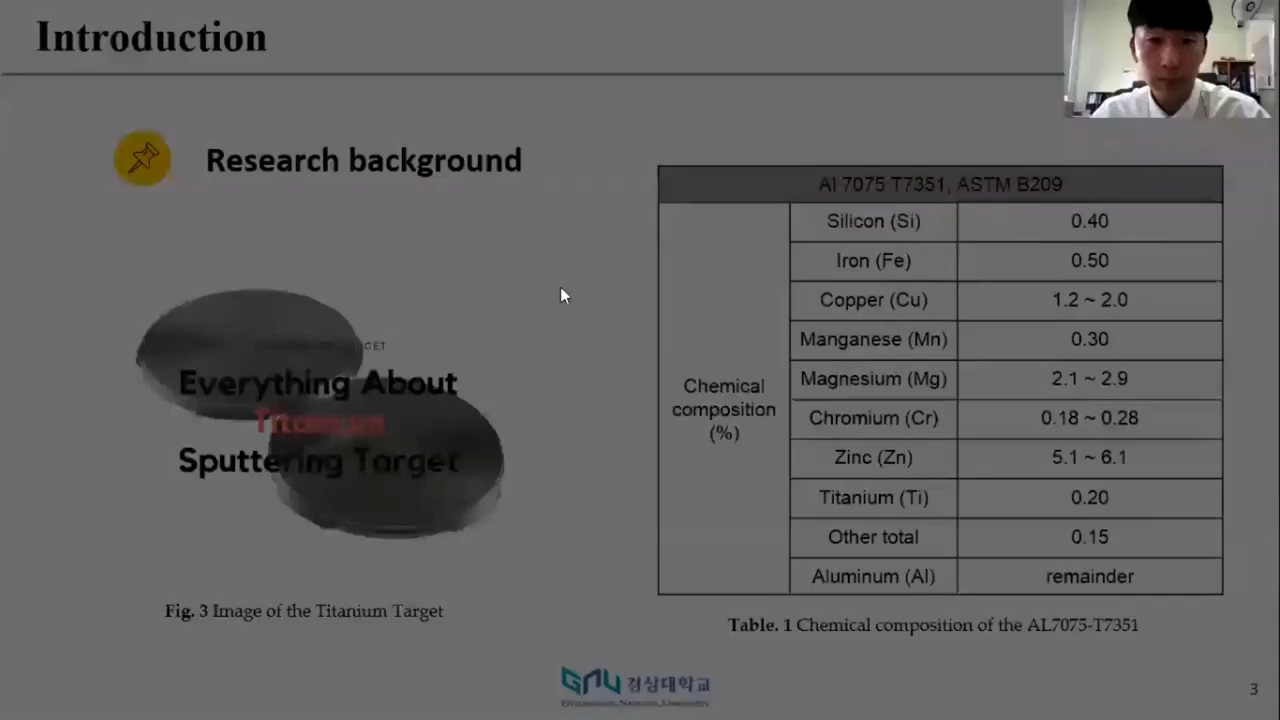 Introduction
Research background
Al 7075 T7351, ASTM B209
Chemical composition (%)
Silicon (Si) 0.40
Iron (Fe) 0.50
Copper (Cu) 1.2 ~ 2.0
Manganese (Mn) 0.30
Magnesium (Mg) 2.1 ~ 2.9
Chromium (Cr) 0.18 ~ 0.28
Zinc (Zn) 5.1 ~ 6.1
Titanium (Ti) 0.20
Other total 0.15
Aluminum (Al) remainder
Everything About
Titanium
Sputtering Target
Fig. 3 Image of the Titanium Target
Table. 1 Chemical composition of the AL7075-T7351
GNU 경상대학교
3